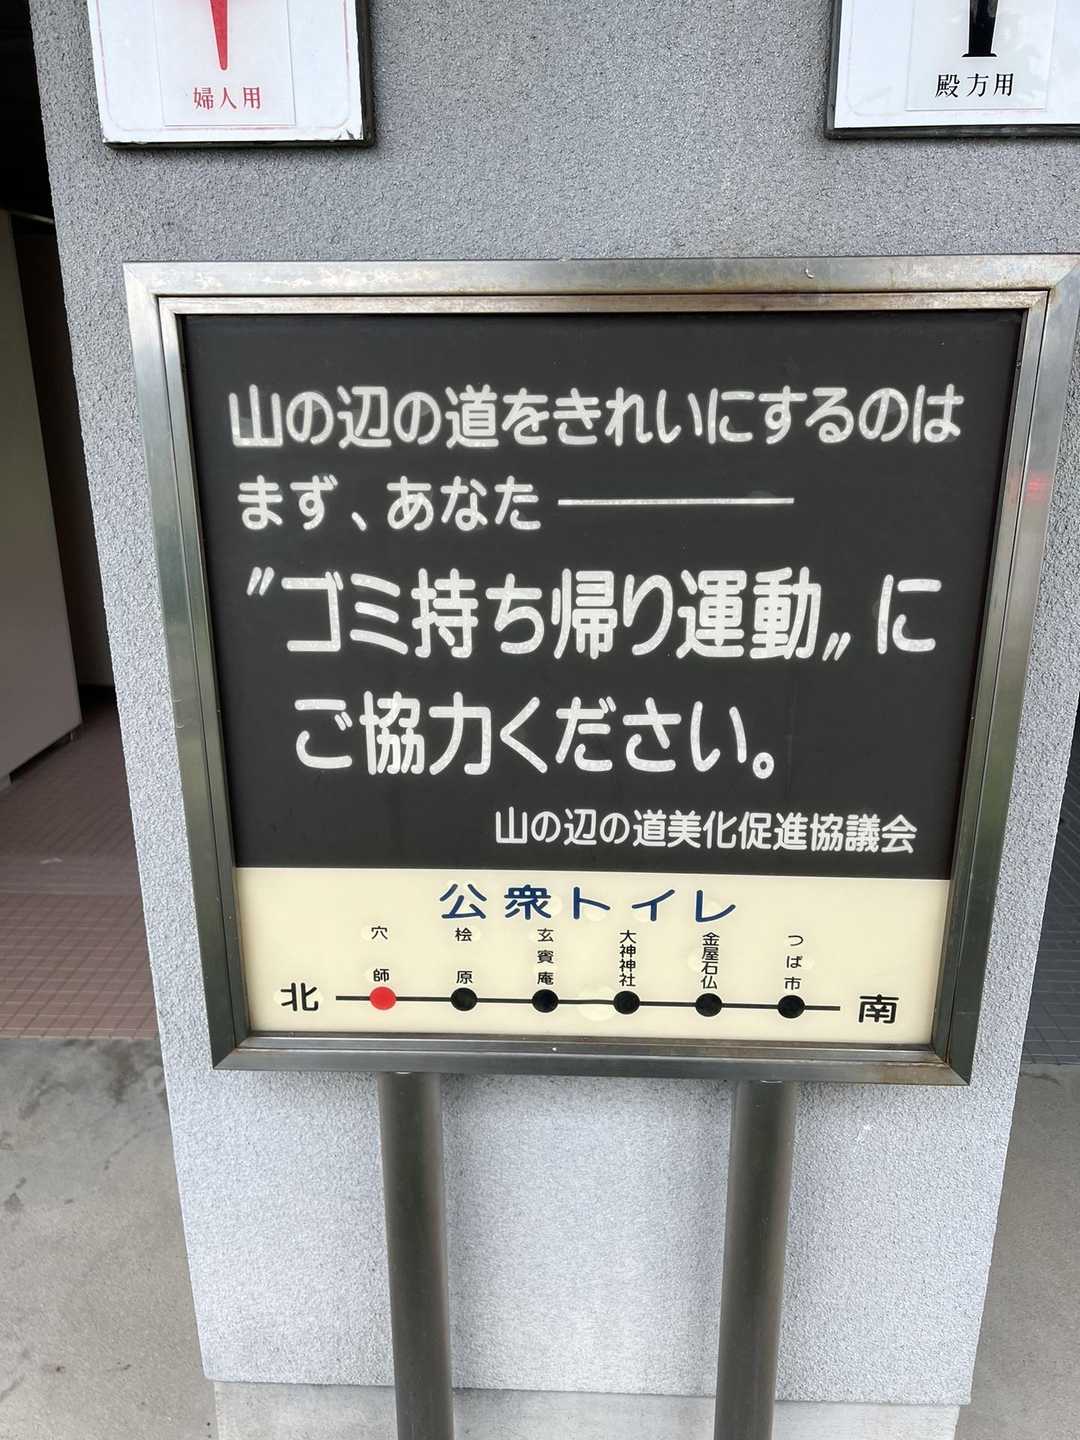 婦人用
殿方用
山の辺の道をきれいにするのは
まず、あなた───
〃ゴミ持ち帰り運動〃に
ご協力ください。
山の辺の道美化促進協議会
公衆トイレ
北
穴師
桧原
玄賓庵
大神神社
金屋石仏
つば市
南